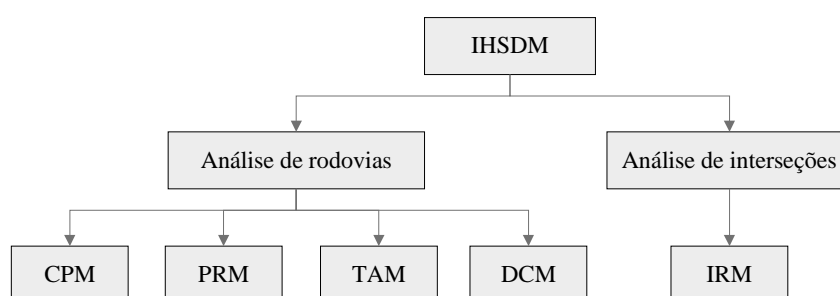 IHSDM
Análise de rodovias
Análise de interseções
CPM
PRM
TAM
DCM
IRM